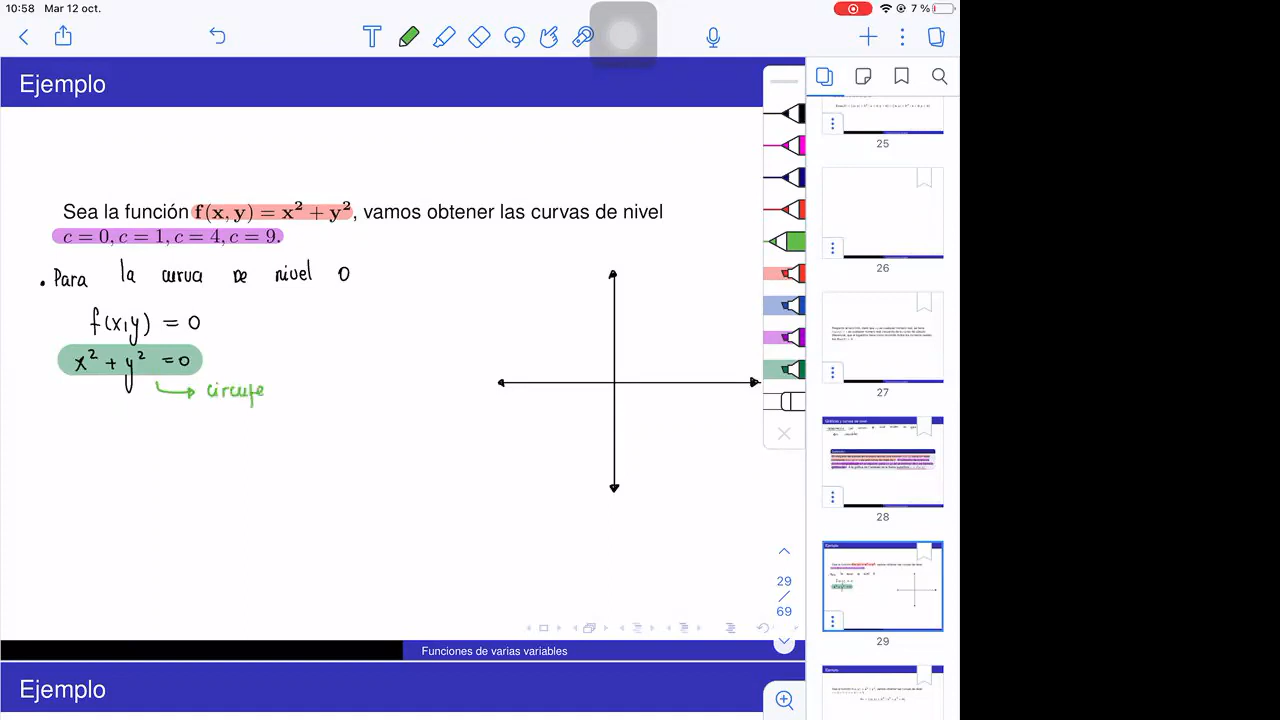 10:58 Mar 12 oct. 7 %
Ejemplo
Sea la función f(x, y) = x² + y², vamos obtener las curvas de nivel
c = 0, c = 1, c = 4, c = 9.
. Para la curva de nivel 0
f(x,y) = 0
x² + y² = 0
circufe
29
/
69
Funciones de varias variables
Ejemplo
25
26
27
28
29